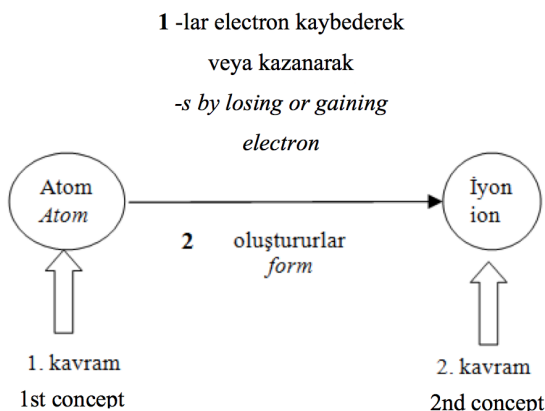 1 -lar electron kaybederek
veya kazanarak
-s by losing or gaining
electron
Atom
Atom
İyon
ion
2 oluştururlar
form
1. kavram
1st concept
2. kavram
2nd concept